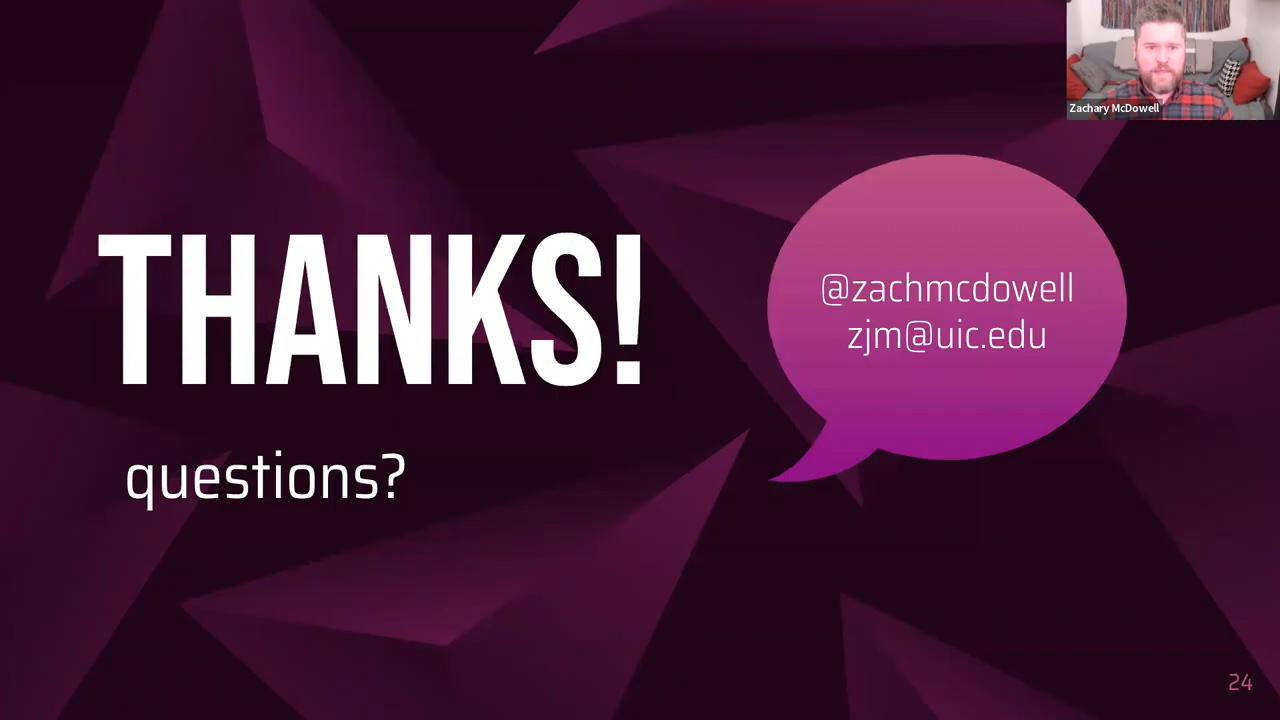 Zachary McDowell
THANKS!
@zachmcdowell
zjm@uic.edu
questions?
24